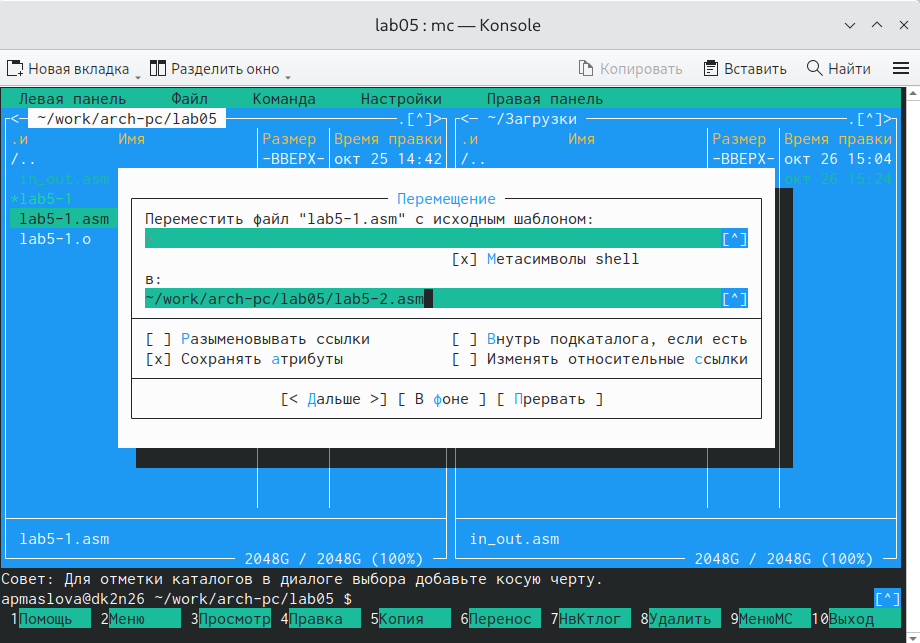 lab05 : mc — Konsole
Новая вкладка Разделить окно Копировать Вставить Найти
Левая панель Файл Команда Настройки Правая панель
<— ~/work/arch-pc/lab05 .[^]> <— ~/Загрузки .[^]>
.и Имя Размер Время правки .и Имя Размер Время правки
/.. -ВВЕРХ- окт 25 14:42 /.. -ВВЕРХ- окт 26 15:04
in_out.asm окт 26 15:24
*lab5-1 Перемещение
lab5-1.asm Переместить файл "lab5-1.asm" с исходным шаблоном:
lab5-1.o [^]
[x] Метасимволы shell
в:
~/work/arch-pc/lab05/lab5-2.asm [^]
[ ] Разыменовывать ссылки [ ] Внутрь подкаталога, если есть
[x] Сохранять атрибуты [ ] Изменять относительные ссылки
[< Дальше >] [ В фоне ] [ Прервать ]
lab5-1.asm in_out.asm
2048G / 2048G (100%) 2048G / 2048G (100%)
Совет: Для отметки каталогов в диалоге выбора добавьте косую черту.
apmaslova@dk2n26 ~/work/arch-pc/lab05 $ [^]
1Помощь 2Меню 3Просмотр 4Правка 5Копия 6Перенос 7НвКтлог 8Удалить 9МенюМС 10Выход